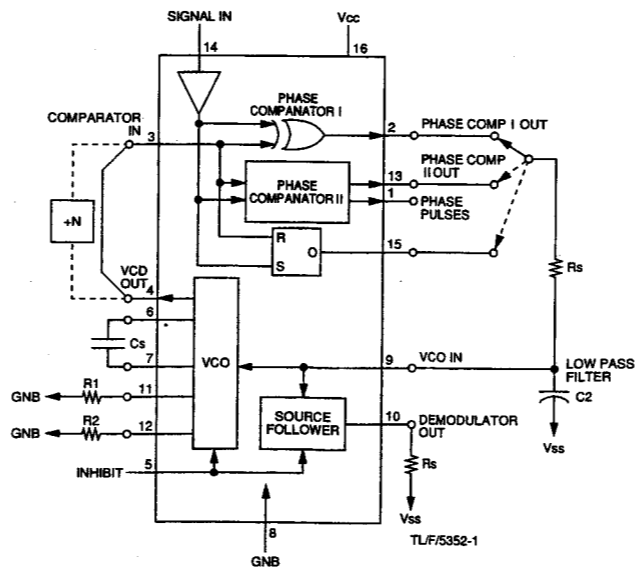 SIGNAL IN
Vcc
14
16
PHASE
COMPANATOR I
COMPARATOR
IN
3
2
PHASE COMP I OUT
PHASE COMP
II OUT
13
PHASE
COMPANATOR II
1
PHASE
PULSES
+N
R
S
O
15
Rs
VCD
OUT
4
6
Cs
7
VCO
9
VCO IN
LOW PASS
FILTER
C2
Vss
GNB
R1
11
GNB
R2
12
SOURCE
FOLLOWER
10
DEMODULATOR
OUT
INHIBIT
5
Rs
Vss
8
GNB
TL/F/5352-1